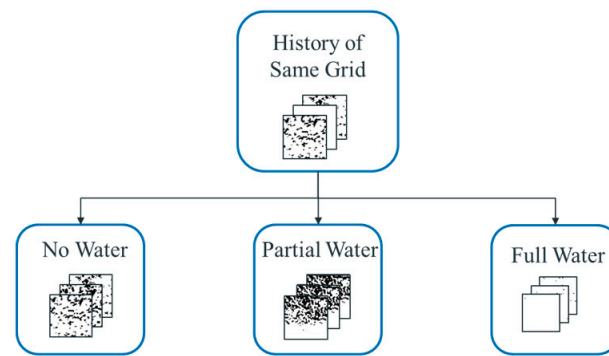 History of
Same Grid
No Water
Partial Water
Full Water